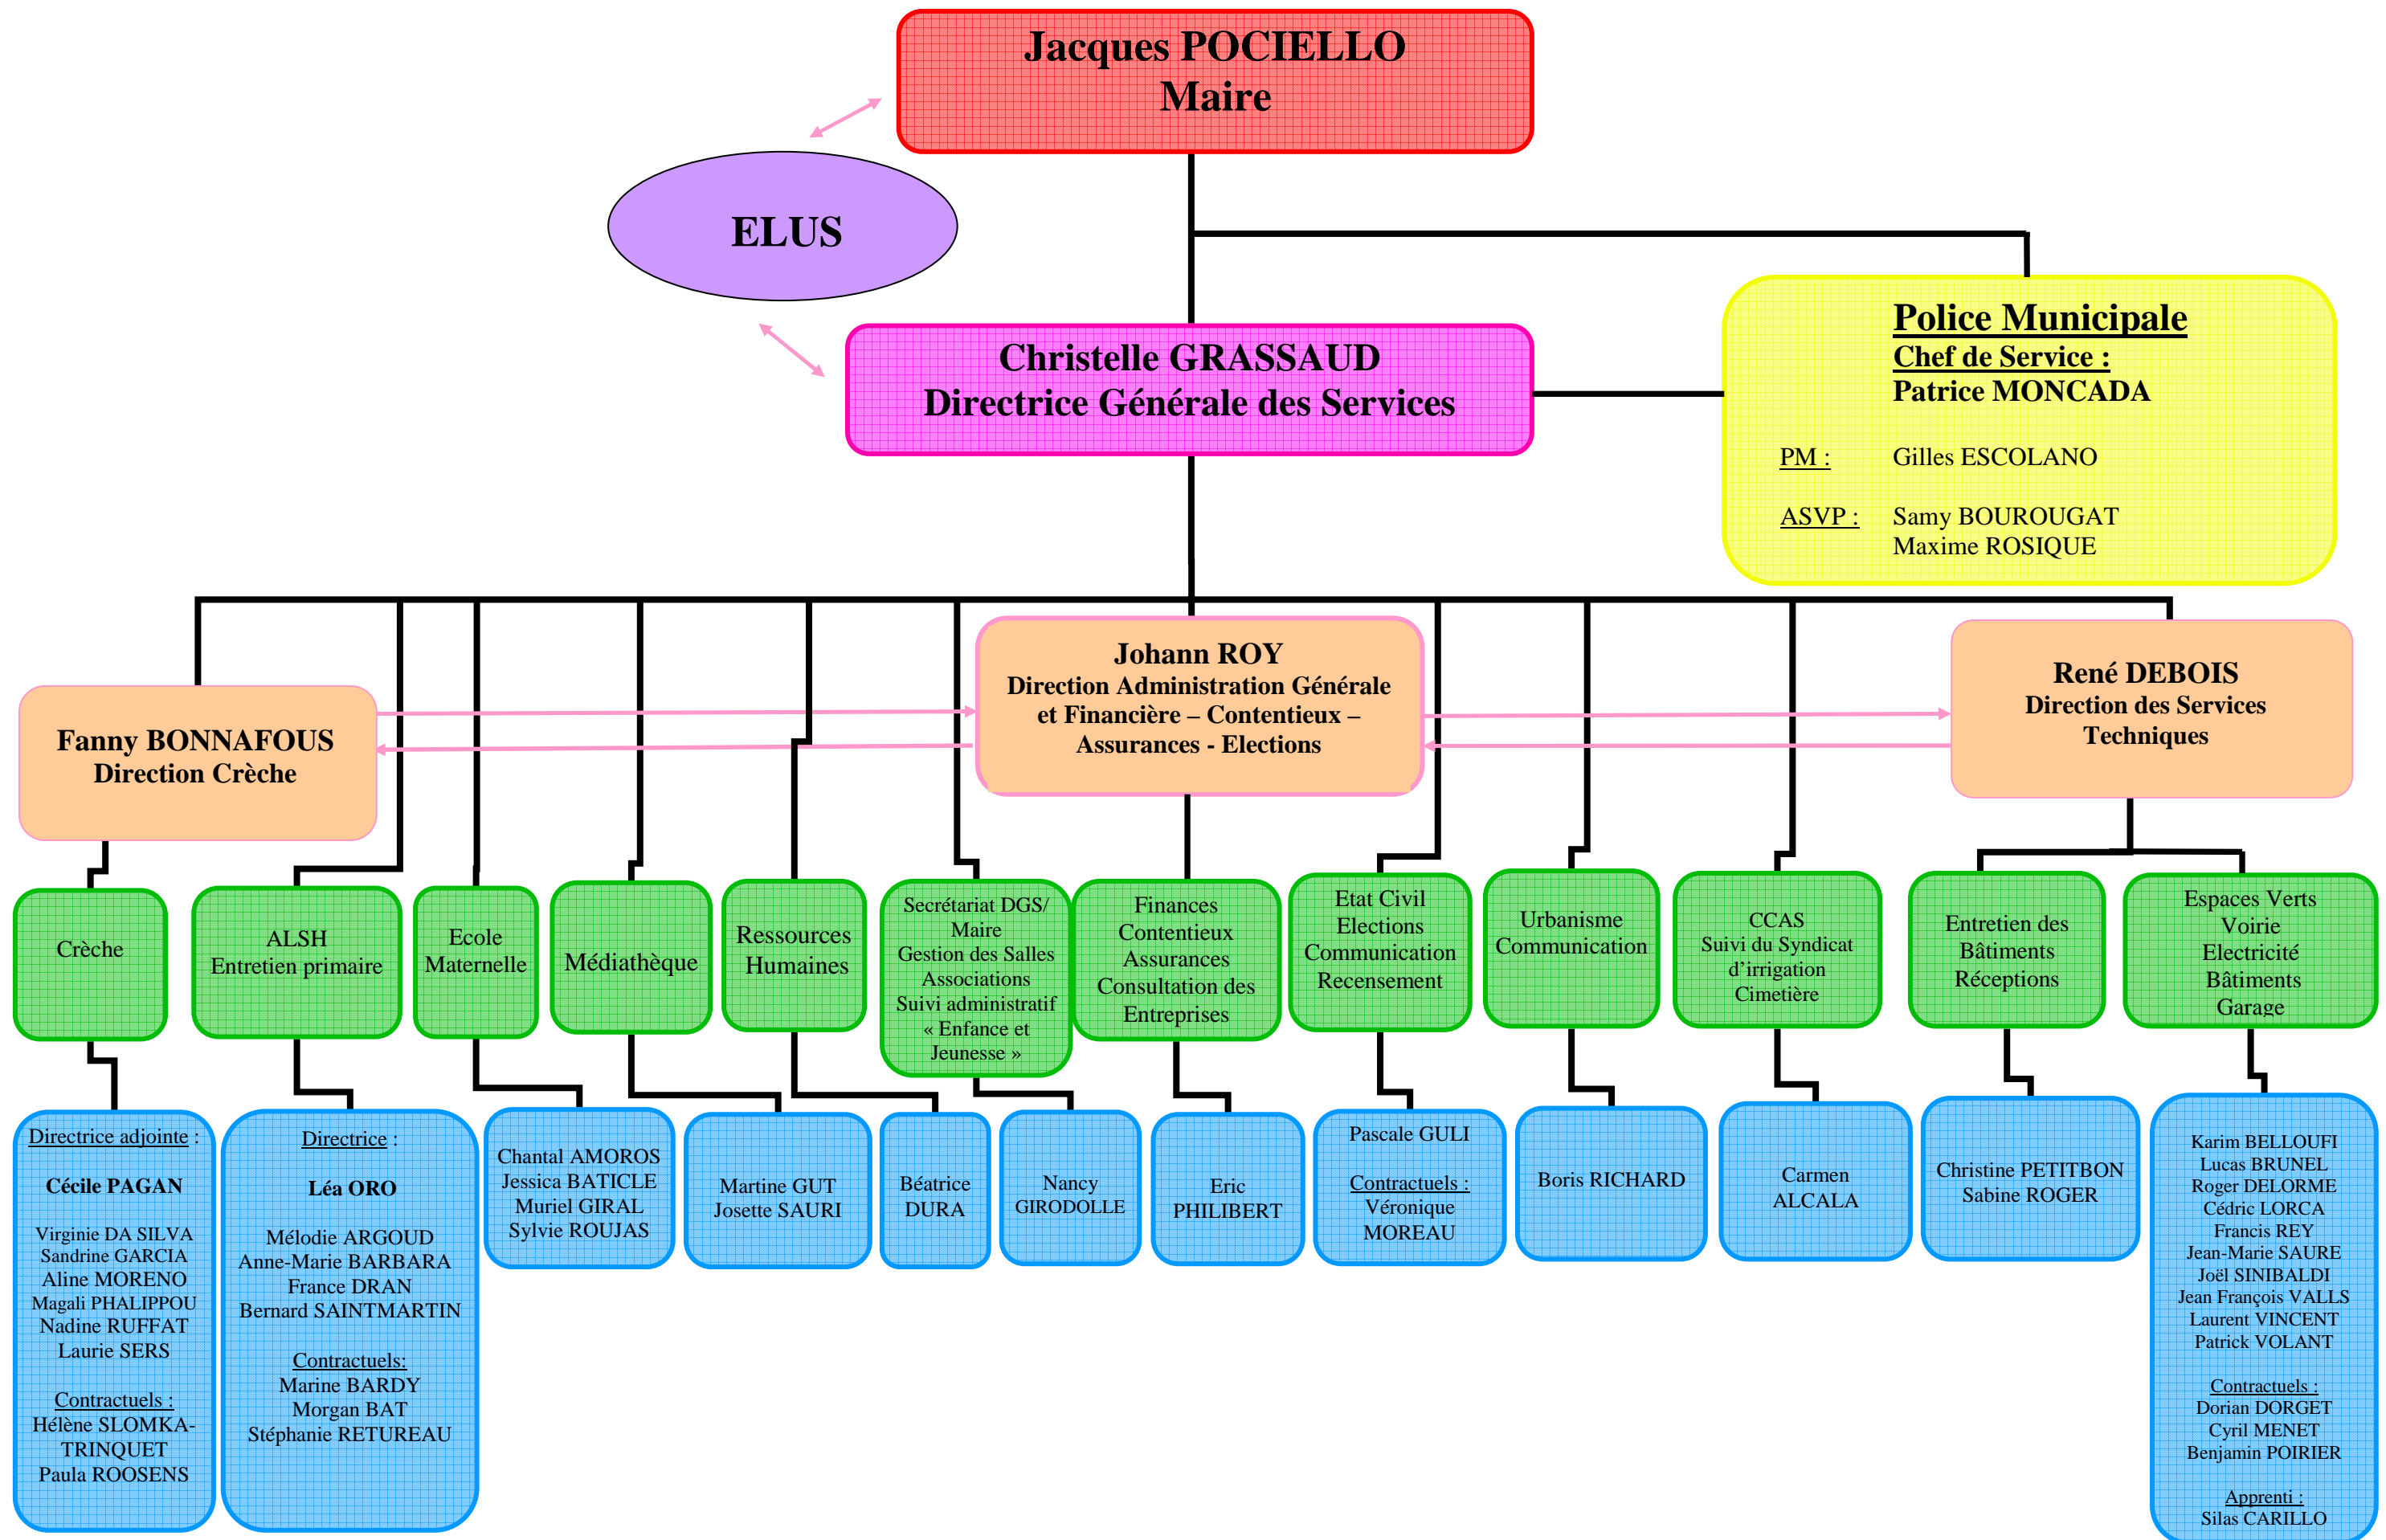 Jacques POCIELLO
Maire
ELUS
Christelle GRASSAUD
Directrice Générale des Services
Police Municipale
Chef de Service :
Patrice MONCADA
PM : Gilles ESCOLANO
ASVP : Samy BOUROUGAT
Maxime ROSIQUE
Fanny BONNAFOUS
Direction Crèche
Johann ROY
Direction Administration Générale
et Financière – Contentieux –
Assurances - Elections
René DEBOIS
Direction des Services
Techniques
Crèche
ALSH
Entretien primaire
Ecole
Maternelle
Médiathèque
Ressources
Humaines
Secrétariat DGS/
Maire
Gestion des Salles
Associations
Suivi administratif
« Enfance et
Jeunesse »
Finances
Contentieux
Assurances
Consultation des
Entreprises
Etat Civil
Elections
Communication
Recensement
Urbanisme
Communication
CCAS
Suivi du Syndicat
d’irrigation
Cimetière
Entretien des
Bâtiments
Réceptions
Espaces Verts
Voirie
Electricité
Bâtiments
Garage
Directrice adjointe :
Cécile PAGAN
Virginie DA SILVA
Sandrine GARCIA
Aline MORENO
Magali PHALIPPOU
Nadine RUFFAT
Laurie SERS
Contractuels :
Hélène SLOMKA-
TRINQUET
Paula ROOSENS
Directrice :
Léa ORO
Mélodie ARGOUD
Anne-Marie BARBARA
France DRAN
Bernard SAINTMARTIN
Contractuels:
Marine BARDY
Morgan BAT
Stéphanie RETUREAU
Chantal AMOROS
Jessica BATICLE
Muriel GIRAL
Sylvie ROUJAS
Martine GUT
Josette SAURI
Béatrice
DURA
Nancy
GIRODOLLE
Eric
PHILIBERT
Pascale GULI
Contractuels :
Véronique
MOREAU
Boris RICHARD
Carmen
ALCALA
Christine PETITBON
Sabine ROGER
Karim BELLOUFI
Lucas BRUNEL
Roger DELORME
Cédric LORCA
Francis REY
Jean-Marie SAURE
Joël SINIBALDI
Jean François VALLS
Laurent VINCENT
Patrick VOLANT
Contractuels :
Dorian DORGET
Cyril MENET
Benjamin POIRIER
Apprenti :
Silas CARILLO